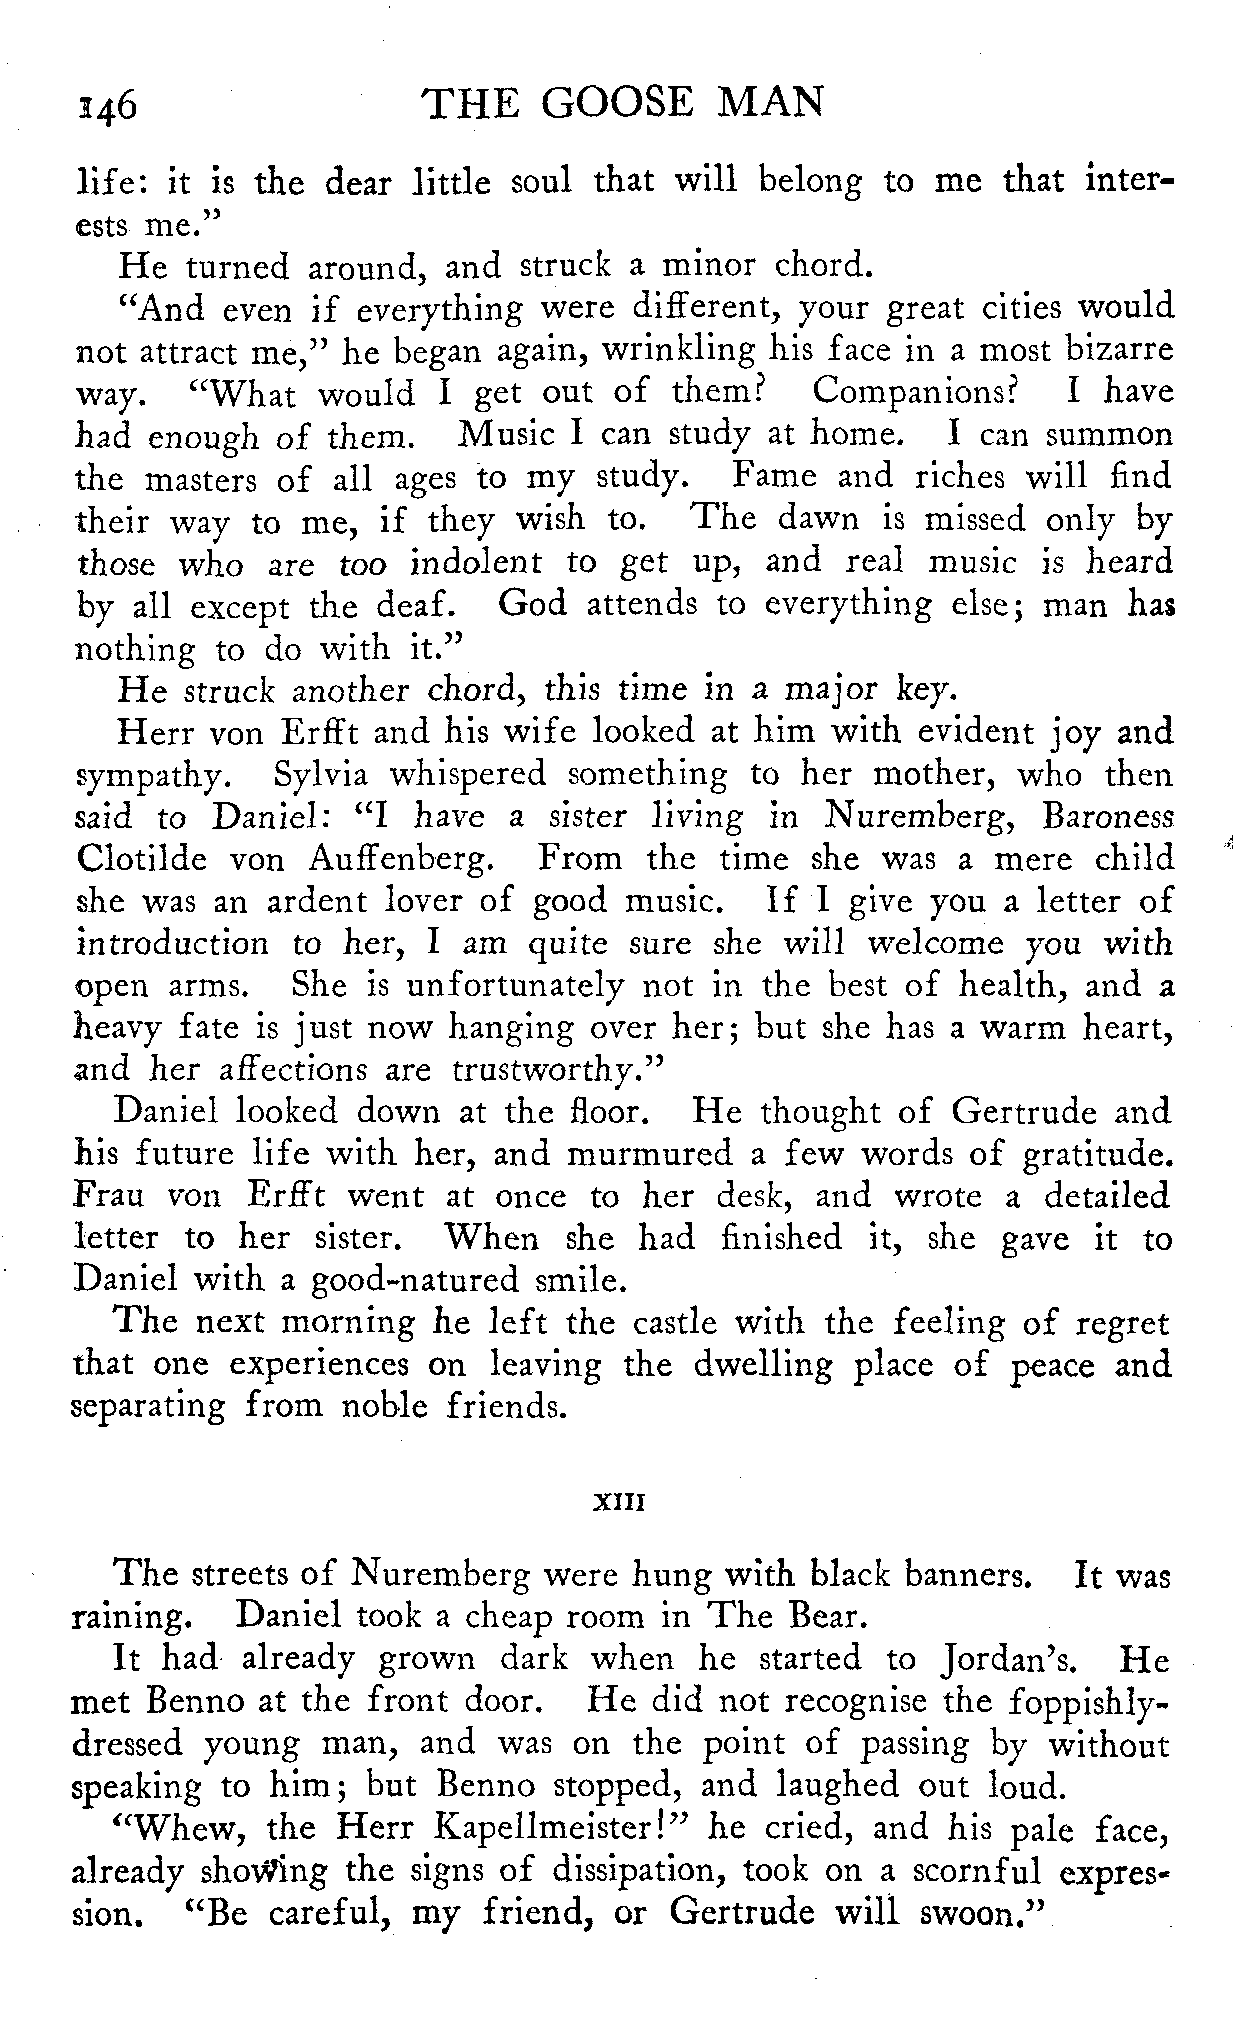 146 THE GOOSE MAN
life: it is the dear little soul that will belong to me that inter-
ests me.”
He turned around, and struck a minor chord.
“And even if everything were different, your great cities would
not attract me,” he began again, wrinkling his face in a most bizarre
way. “What would I get out of them? Companions? I have
had enough of them. Music I can study at home. I can summon
the masters of all ages to my study. Fame and riches will find
their way to me, if they wish to. The dawn is missed only by
those who are too indolent to get up, and real music is heard
by all except the deaf. God attends to everything else; man has
nothing to do with it.”
He struck another chord, this time in a major key.
Herr von Erfft and his wife looked at him with evident joy and
sympathy. Sylvia whispered something to her mother, who then
said to Daniel: “I have a sister living in Nuremberg, Baroness
Clotilde von Auffenberg. From the time she was a mere child
she was an ardent lover of good music. If I give you a letter of
introduction to her, I am quite sure she will welcome you with
open arms. She is unfortunately not in the best of health, and a
heavy fate is just now hanging over her; but she has a warm heart,
and her affections are trustworthy.”
Daniel looked down at the floor. He thought of Gertrude and
his future life with her, and murmured a few words of gratitude.
Frau von Erfft went at once to her desk, and wrote a detailed
letter to her sister. When she had finished it, she gave it to
Daniel with a good-natured smile.
The next morning he left the castle with the feeling of regret
that one experiences on leaving the dwelling place of peace and
separating from noble friends.
XIII
The streets of Nuremberg were hung with black banners. It was
raining. Daniel took a cheap room in The Bear.
It had already grown dark when he started to Jordan’s. He
met Benno at the front door. He did not recognise the foppishly-
dressed young man, and was on the point of passing by without
speaking to him; but Benno stopped, and laughed out loud.
“Whew, the Herr Kapellmeister!” he cried, and his pale face,
already showing the signs of dissipation, took on a scornful expres-
sion. “Be careful, my friend, or Gertrude will swoon.”